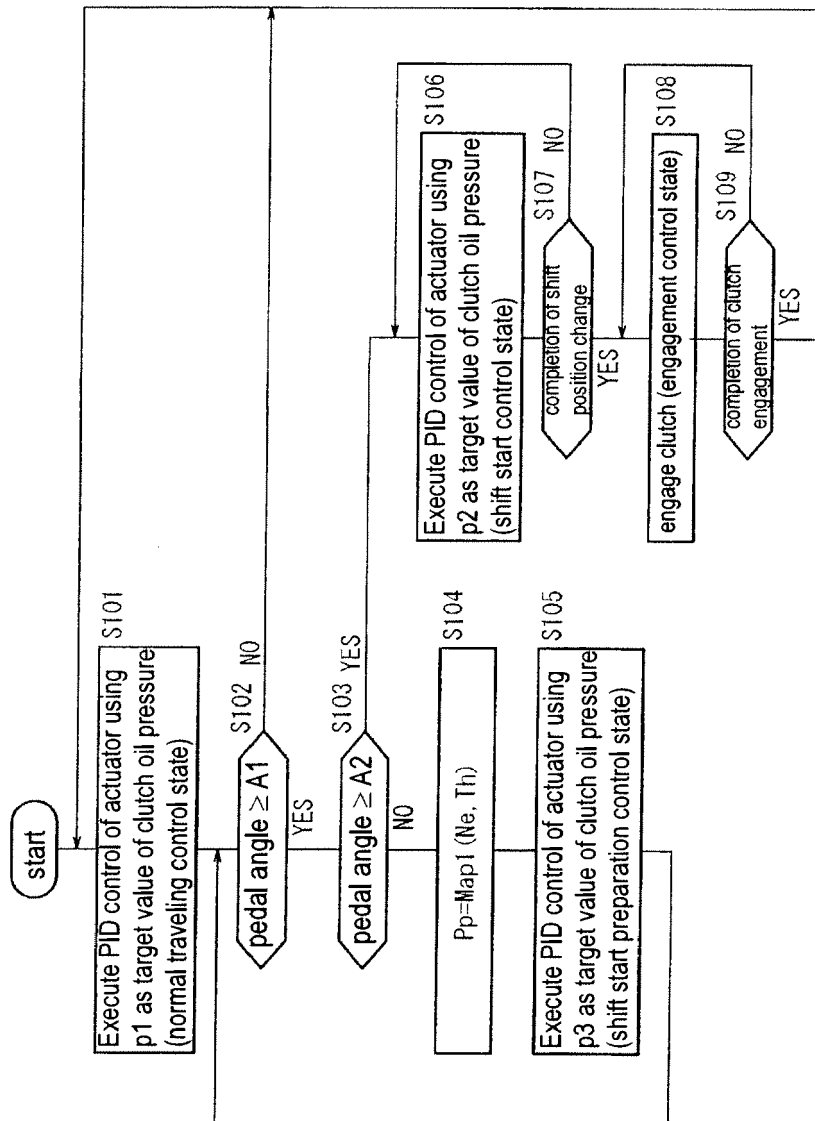 start
S101
Execute PID control of actuator using
p1 as target value of clutch oil pressure
(normal traveling control state)
S102
pedal angle ≥ A1
NO
YES
S103
pedal angle ≥ A2
YES
NO
S104
Pp=Map1(Ne, Th)
S105
Execute PID control of actuator using
p3 as target value of clutch oil pressure
(shift start preparation control state)
S106
Execute PID control of actuator using
p2 as target value of clutch oil pressure
(shift start control state)
S107
completion of shift
position change
NO
YES
S108
engage clutch (engagement control state)
S109
completion of clutch
engagement
NO
YES